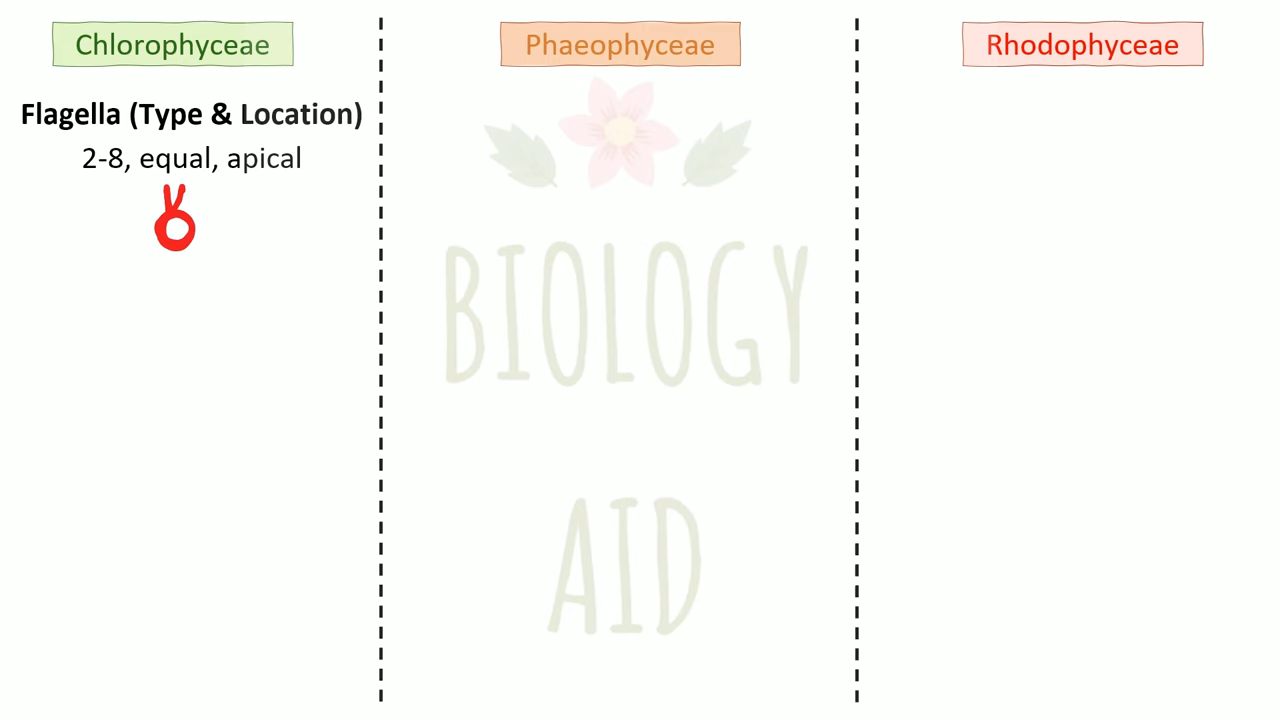 Chlorophyceae
Phaeophyceae
Rhodophyceae
Flagella (Type & Location)
2-8, equal, apical
BIOLOGY
AID